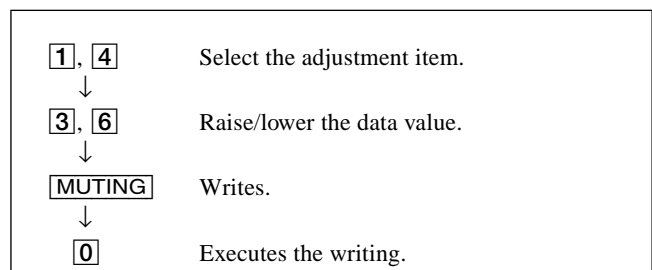 1, 4 Select the adjustment item.
↓
3, 6 Raise/lower the data value.
↓
MUTING Writes.
↓
0 Executes the writing.